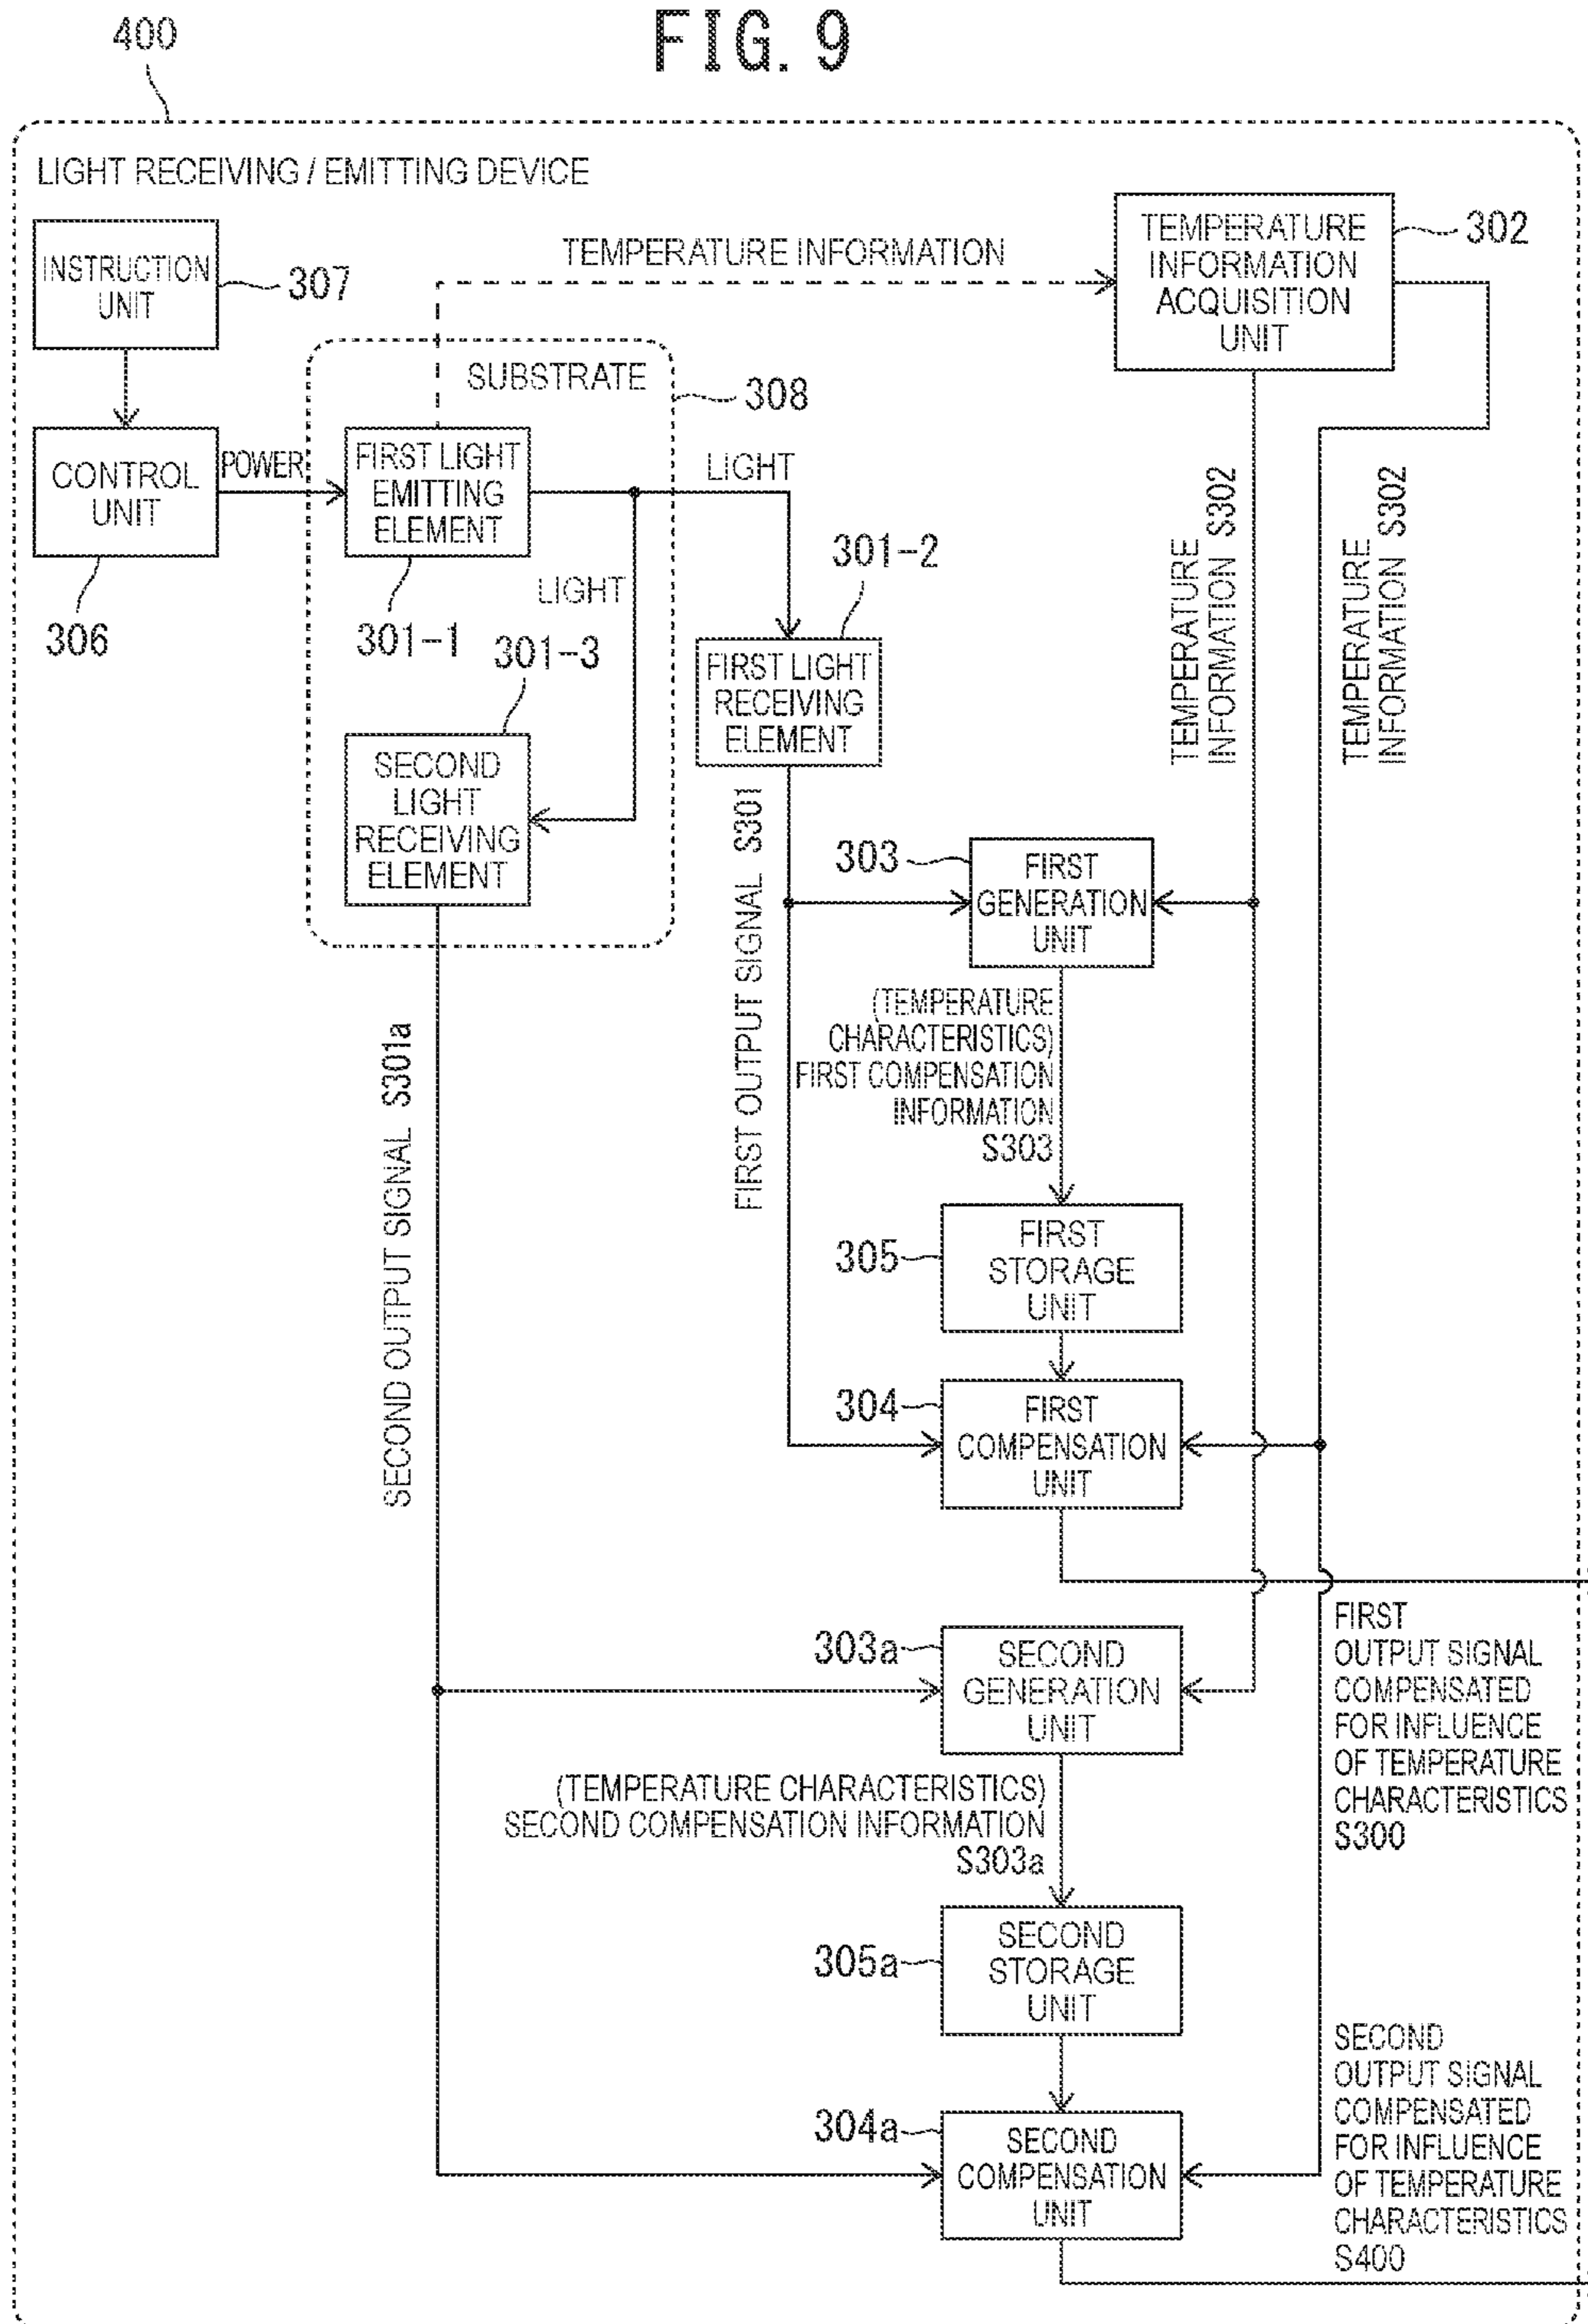 FIG. 9
400
LIGHT RECEIVING / EMITTING DEVICE
INSTRUCTION
UNIT
307
TEMPERATURE INFORMATION
TEMPERATURE
INFORMATION
ACQUISITION
UNIT
302
SUBSTRATE
308
CONTROL
UNIT
306
POWER
FIRST LIGHT
EMITTING
ELEMENT
301-1
LIGHT
LIGHT
301-2
FIRST LIGHT
RECEIVING
ELEMENT
301-3
SECOND
LIGHT
RECEIVING
ELEMENT
TEMPERATURE
INFORMATION S302
TEMPERATURE
INFORMATION S302
FIRST OUTPUT SIGNAL S301
303
FIRST
GENERATION
UNIT
(TEMPERATURE
CHARACTERISTICS)
FIRST COMPENSATION
INFORMATION
S303
SECOND OUTPUT SIGNAL S301a
305
FIRST
STORAGE
UNIT
304
FIRST
COMPENSATION
UNIT
FIRST
OUTPUT SIGNAL
COMPENSATED
FOR INFLUENCE
OF TEMPERATURE
CHARACTERISTICS
S300
303a
SECOND
GENERATION
UNIT
(TEMPERATURE CHARACTERISTICS)
SECOND COMPENSATION INFORMATION
S303a
305a
SECOND
STORAGE
UNIT
304a
SECOND
COMPENSATION
UNIT
SECOND
OUTPUT SIGNAL
COMPENSATED
FOR INFLUENCE
OF TEMPERATURE
CHARACTERISTICS
S400